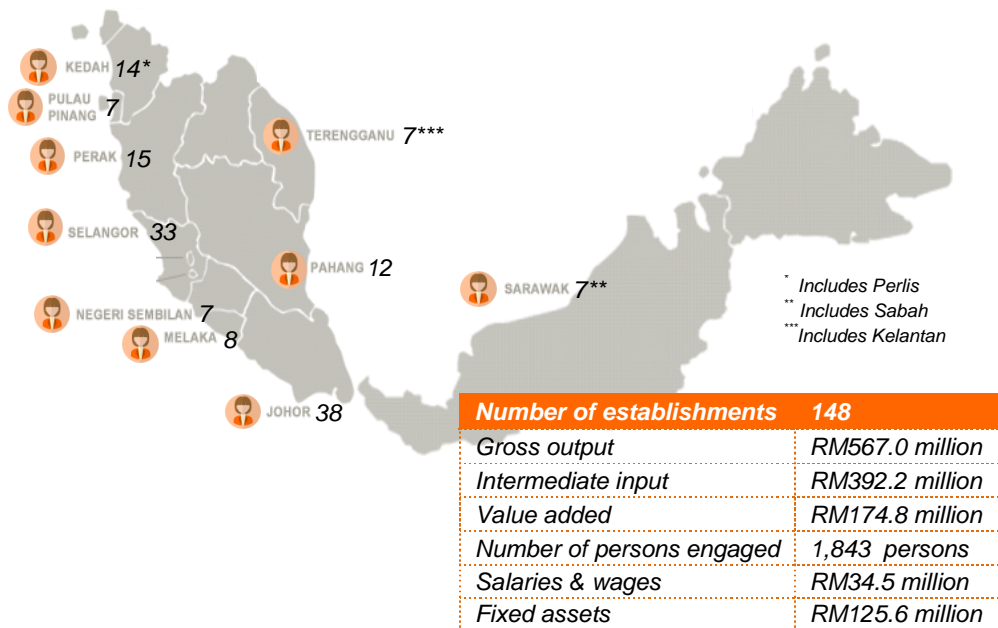 KEDAH 14*
PULAU
PINANG 7
TERENGGANU 7***
PERAK 15
SELANGOR 33
PAHANG 12
SARAWAK 7**
* Includes Perlis
** Includes Sabah
***Includes Kelantan
NEGERI SEMBILAN 7
MELAKA 8
JOHOR 38
Number of establishments 148
Gross output RM567.0 million
Intermediate input RM392.2 million
Value added RM174.8 million
Number of persons engaged 1,843 persons
Salaries & wages RM34.5 million
Fixed assets RM125.6 million